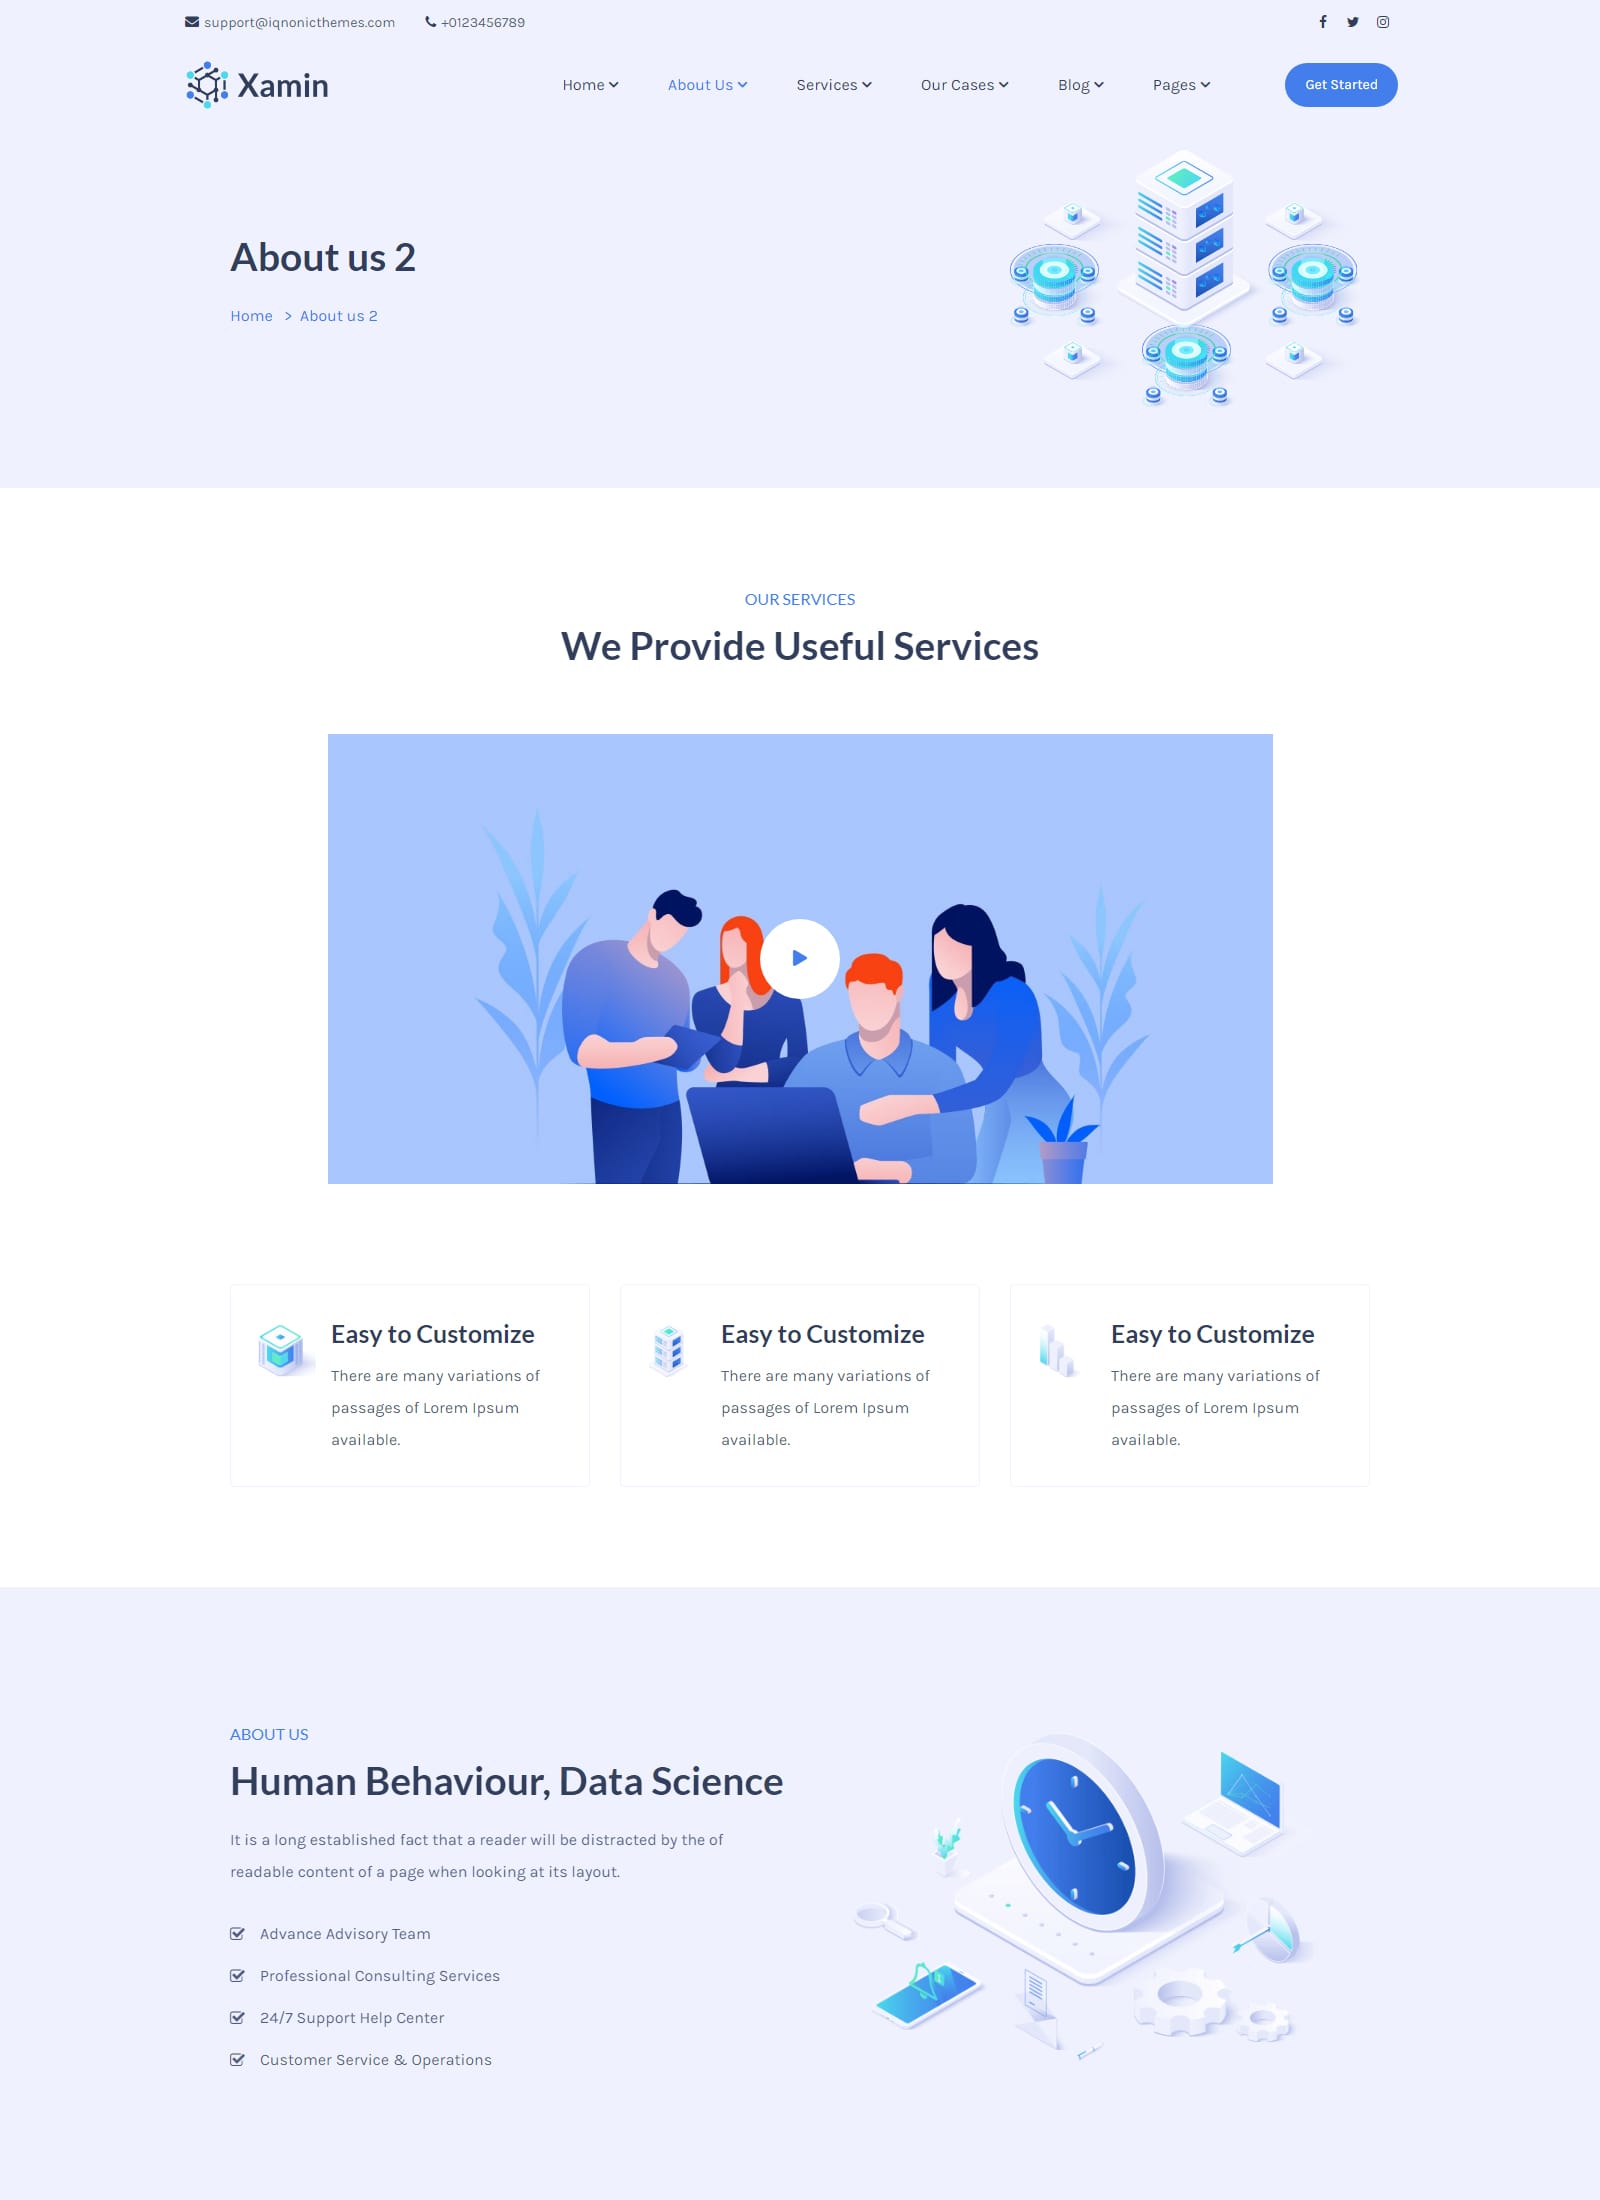 support@iqnonicthemes.com +0123456789
Xamin Home About Us Services Our Cases Blog Pages Get Started
About us 2
Home > About us 2
OUR SERVICES
We Provide Useful Services
Easy to Customize
There are many variations of
passages of Lorem Ipsum
available.
Easy to Customize
There are many variations of
passages of Lorem Ipsum
available.
Easy to Customize
There are many variations of
passages of Lorem Ipsum
available.
ABOUT US
Human Behaviour, Data Science
It is a long established fact that a reader will be distracted by the of
readable content of a page when looking at its layout.
Advance Advisory Team
Professional Consulting Services
24/7 Support Help Center
Customer Service & Operations